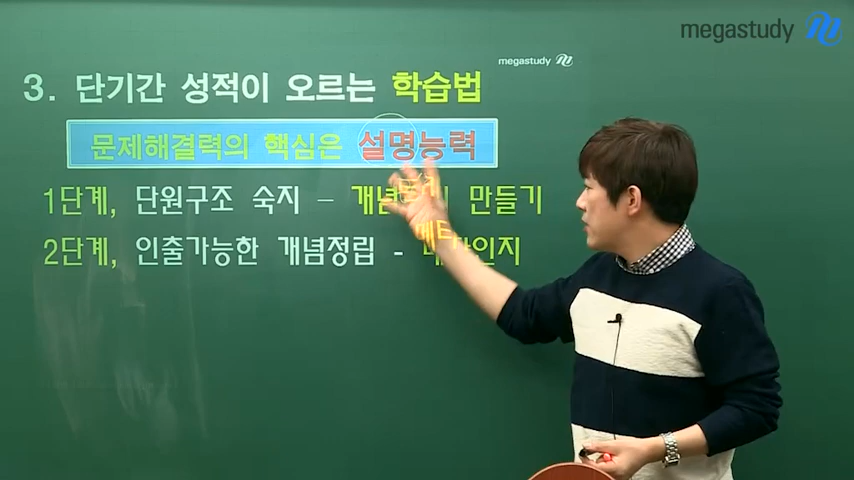 megastudy
megastudy
3. 단기간 성적이 오르는 학습법
문제해결력의 핵심은 설명능력
1단계, 단원구조 숙지 – 만들기
2단계, 인출가능한 개념정립 - 메타인지